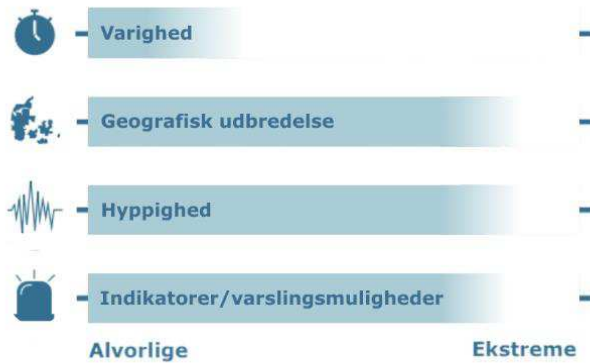 Varighed
Geografisk udbredelse
Hyppighed
Indikatorer/varslingsmuligheder
Alvorlige Ekstreme